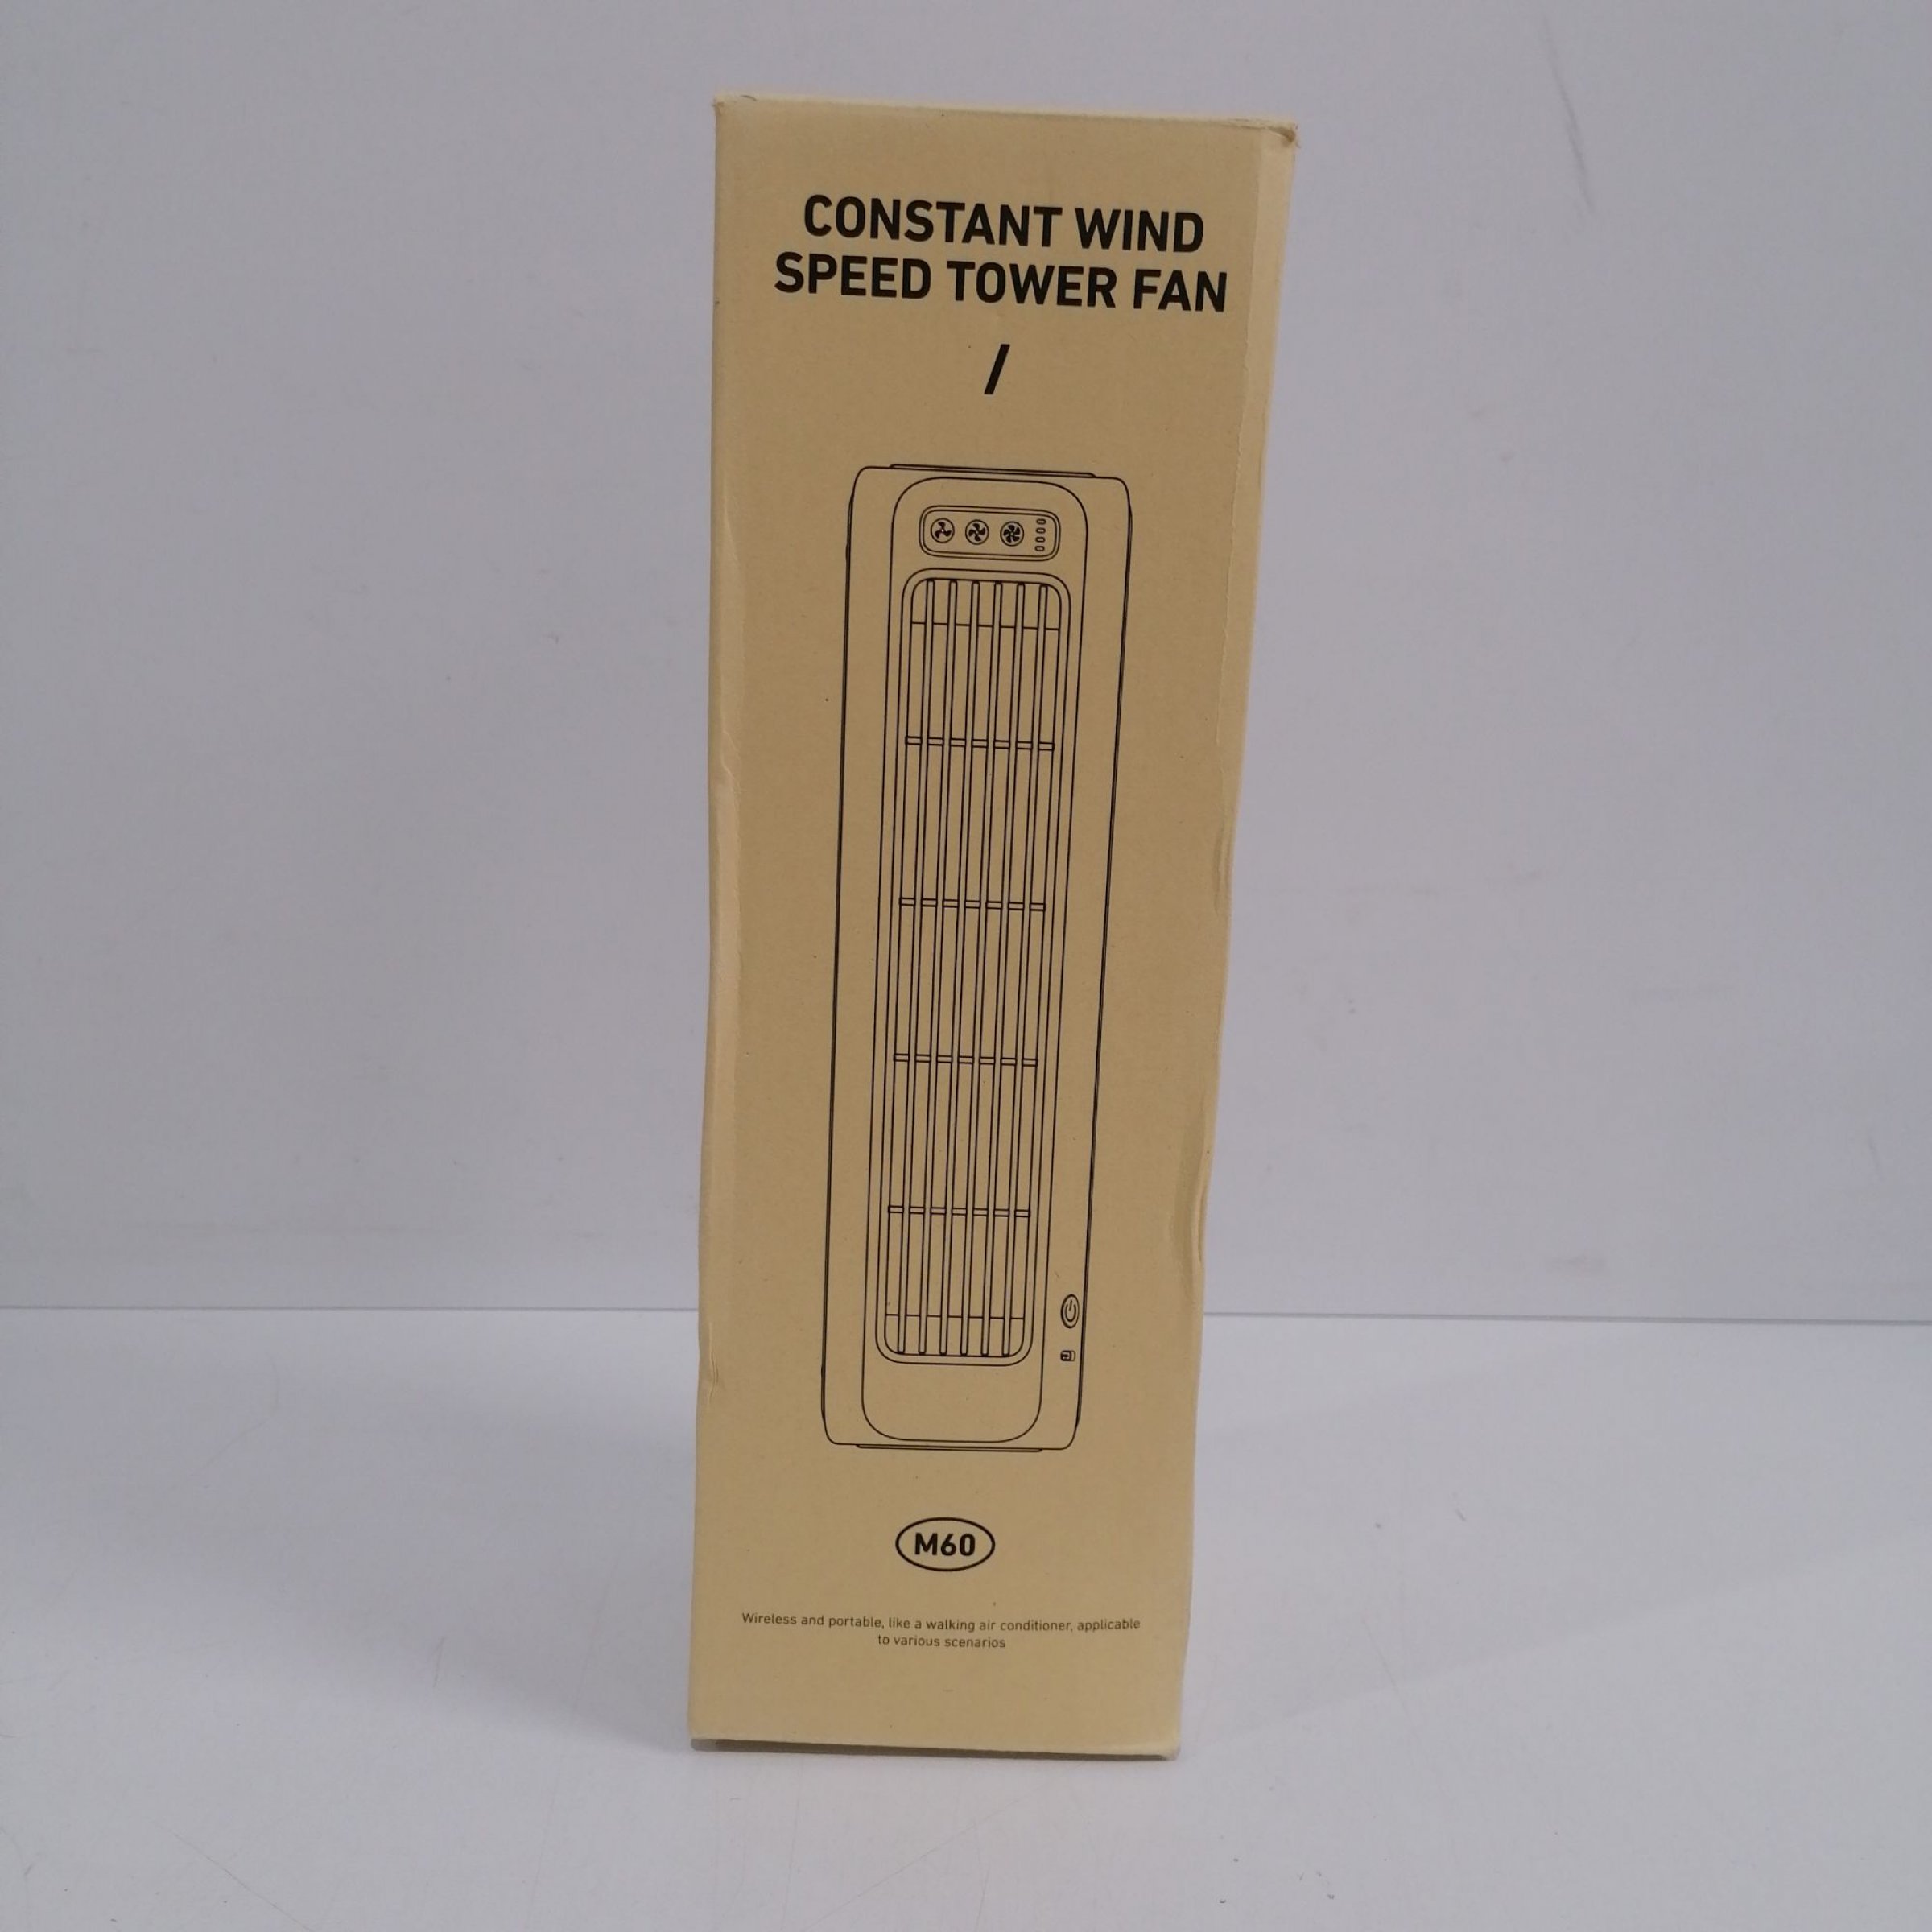 CONSTANT WIND
SPEED TOWER FAN
/
M60
Wireless and portable, like a walking air conditioner, applicable
to various scenarios